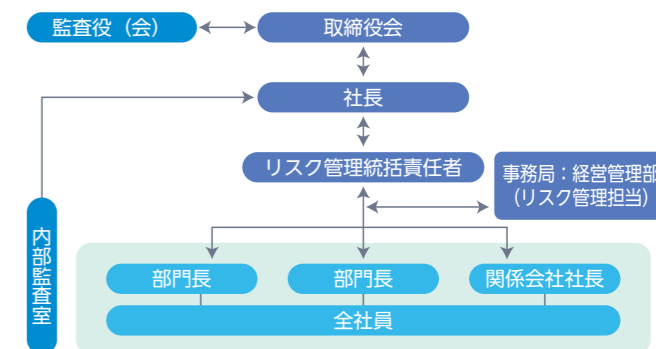 監査役（会）
取締役会
社長
リスク管理統括責任者
事務局：経営管理部
（リスク管理担当）
内部監査室
部門長
部門長
関係会社社長
全社員